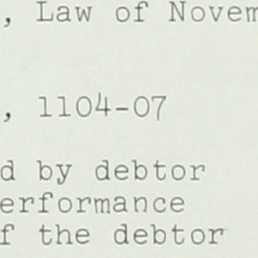 , Law of Novem
, 1104-07
d by debtor
erformance
f the debtor